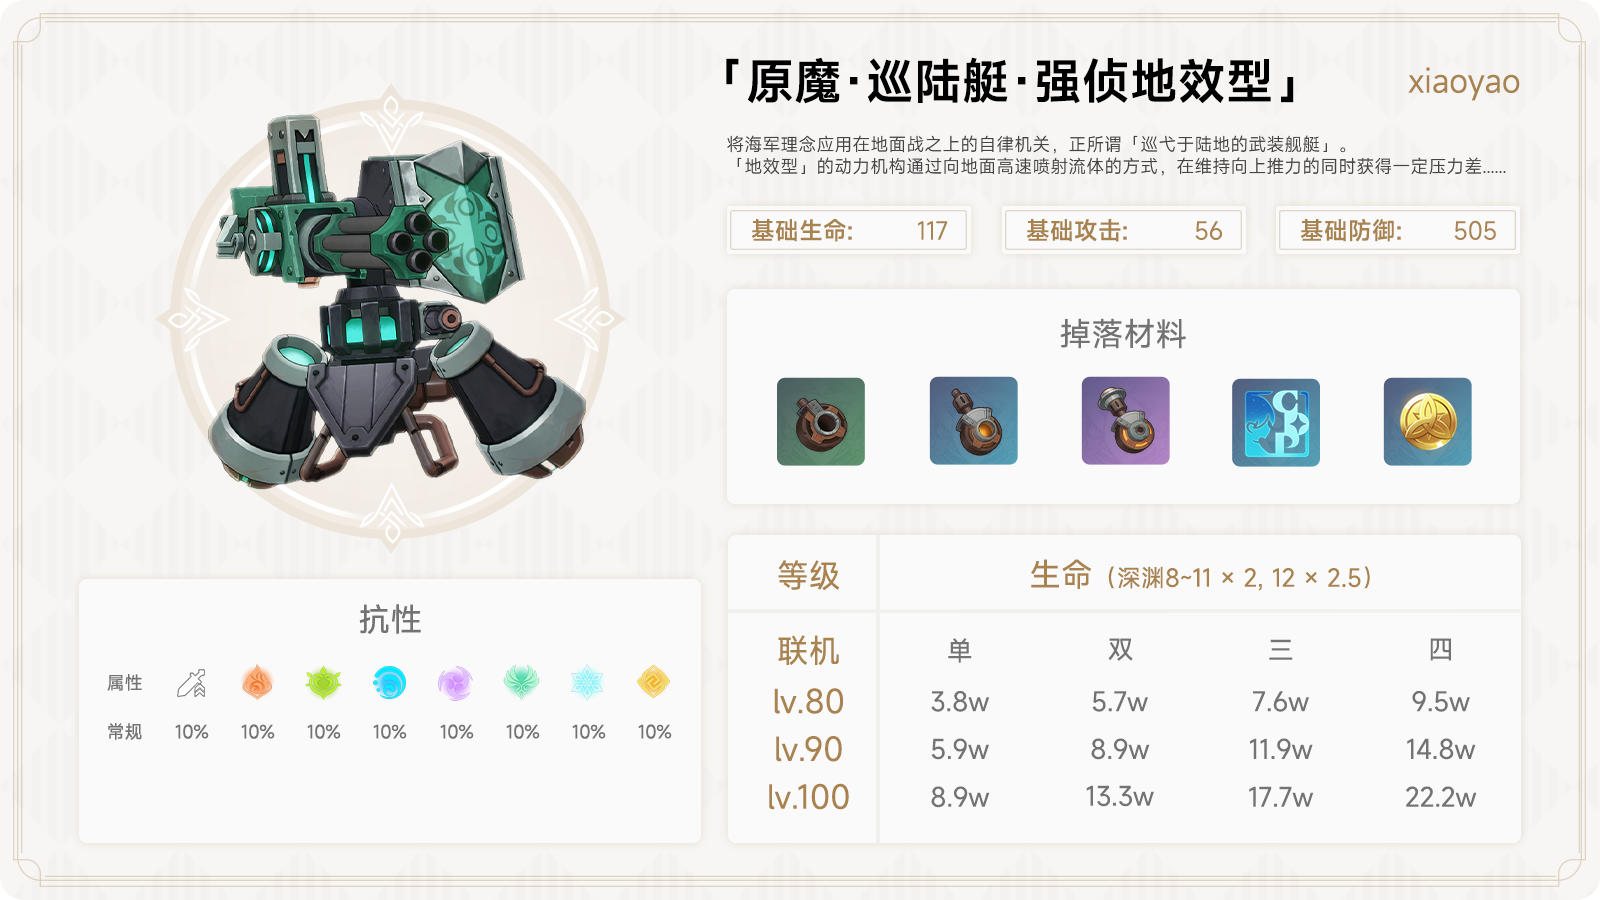 「原魔·巡陆艇·强侦地效型」
xiaoyao
将海军理念应用在地面战之上的自律机关，正所谓「巡弋于陆地的武装舰艇」。
「地效型」的动力机构通过向地面高速喷射流体的方式，在维持向上推力的同时获得一定压力差......
基础生命: 117
基础攻击: 56
基础防御: 505
掉落材料
抗性
属性
常规 10% 10% 10% 10% 10% 10% 10% 10%
等级 生命（深渊8~11 × 2, 12 × 2.5）
联机 单 双 三 四
lv.80 3.8w 5.7w 7.6w 9.5w
lv.90 5.9w 8.9w 11.9w 14.8w
lv.100 8.9w 13.3w 17.7w 22.2w